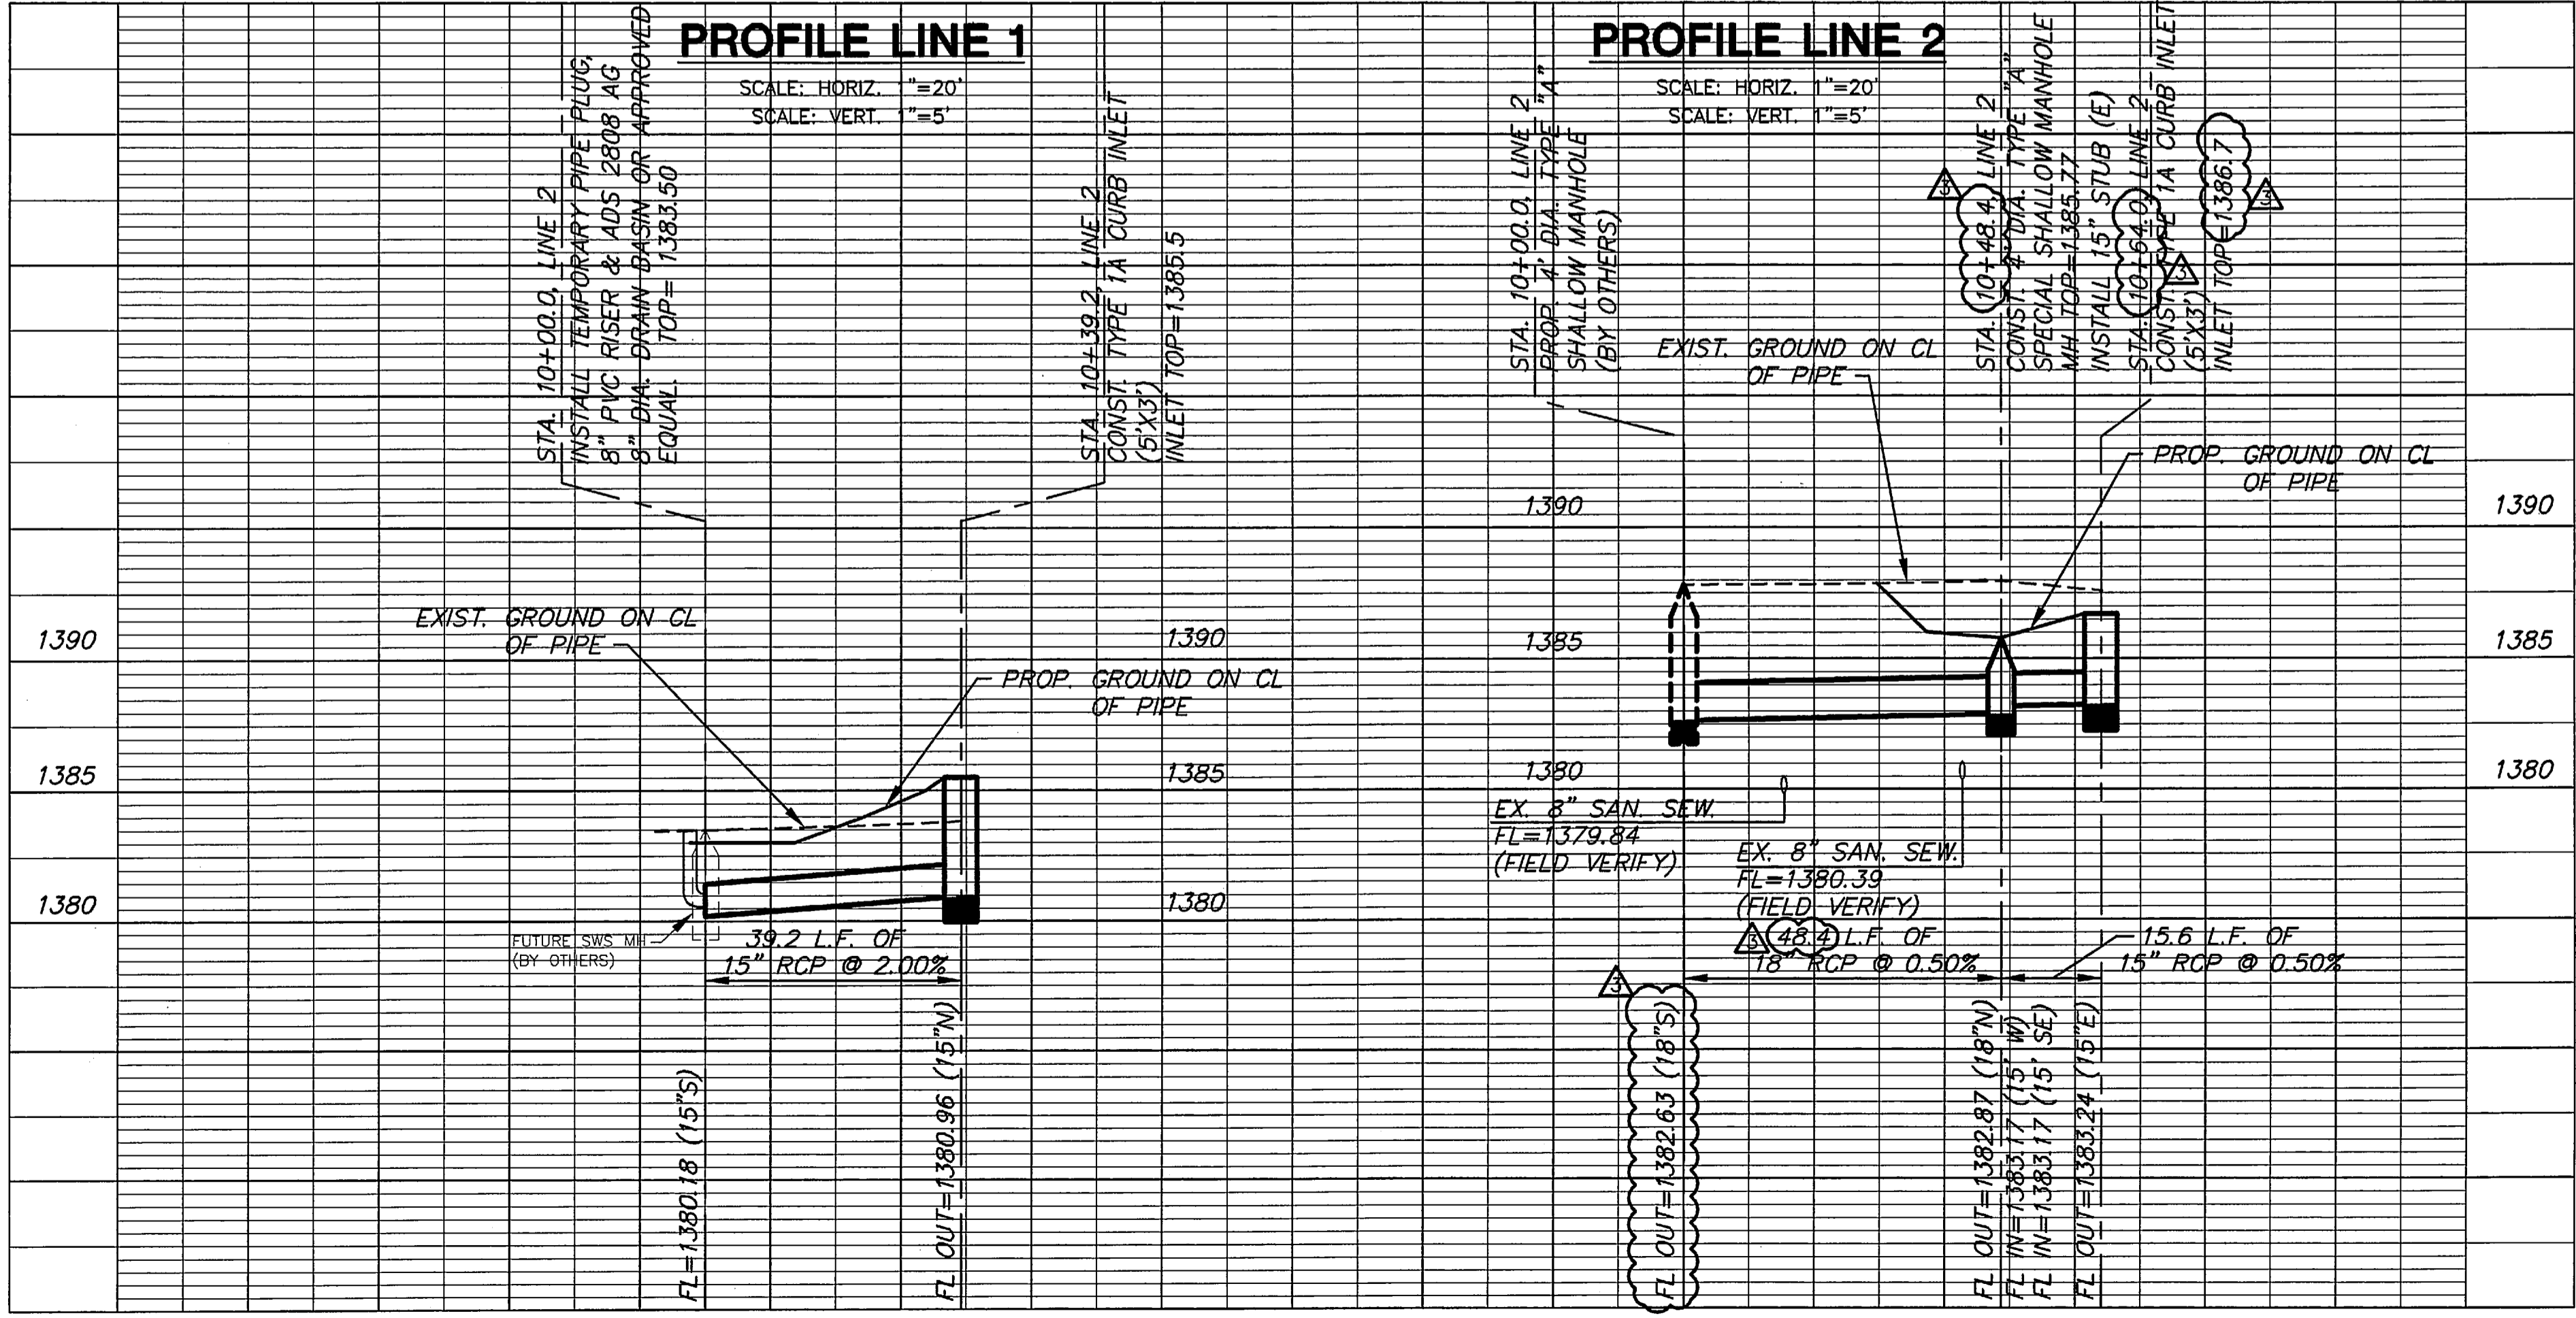 PROFILE LINE 1
SCALE: HORIZ. 1"=20'
SCALE: VERT. 1"=5'
STA. 10+00.0, LINE 2
INSTALL TEMPORARY PIPE PLUG,
8" PVC RISER & ADS 2808 AG
8" DIA. DRAIN BASIN OR APPROVED
EQUAL. TOP= 1383.50
STA. 10+39.2, LINE 2
CONST. TYPE 1A CURB INLET
(5'X3')
INLET TOP=1385.5
EXIST. GROUND ON CL
OF PIPE
PROP. GROUND ON CL
OF PIPE
1390
1385
1380
1390
1385
1380
FUTURE SWS MH
(BY OTHERS)
39.2 L.F. OF
15" RCP @ 2.00%
FL=1380.18 (15"S)
FL OUT=1380.96 (15"N)
PROFILE LINE 2
SCALE: HORIZ. 1"=20'
SCALE: VERT. 1"=5'
STA. 10+00.0, LINE 2
PROP. 4' DIA. TYPE "A"
SHALLOW MANHOLE
(BY OTHERS)
3
STA. 10+48.4, LINE 2
CONST. 4' DIA. TYPE "A"
SPECIAL SHALLOW MANHOLE
MH TOP=1385.77
INSTALL 15" STUB (E)
STA. 10+64.0, LINE 2
CONST. TYPE 1A CURB INLET
(5'X3')
3
INLET TOP=1386.7
3
EXIST. GROUND ON CL
OF PIPE
PROP. GROUND ON CL
OF PIPE
1390
1385
1380
1390
1385
1380
EX. 8" SAN. SEW.
FL=1379.84
(FIELD VERIFY)
EX. 8" SAN. SEW.
FL=1380.39
(FIELD VERIFY)
3 48.4 L.F. OF
18" RCP @ 0.50%
15.6 L.F. OF
15" RCP @ 0.50%
3
FL OUT=1382.63 (18"S)
FL OUT=1382.87 (18"N)
FL IN=1383.17 (15' W)
FL IN=1383.17 (15' SE)
FL OUT=1383.24 (15"E)